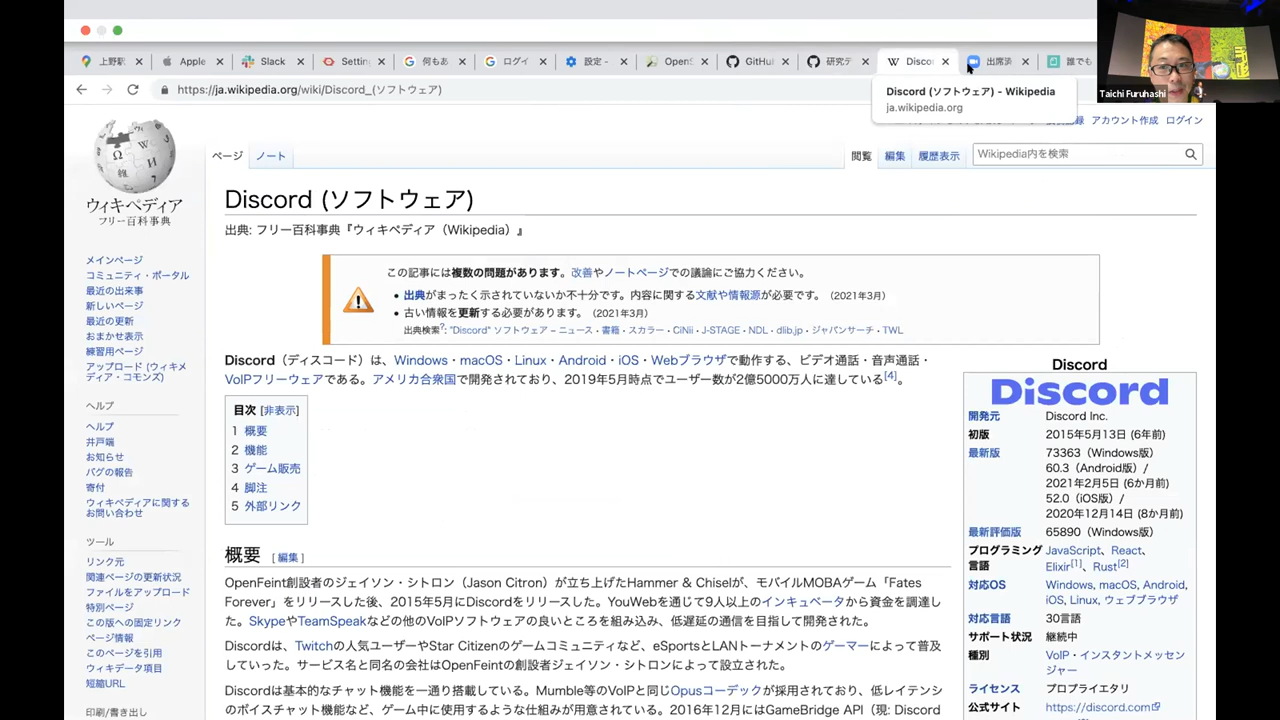 上野駅
Apple
Slack
Setting
何もあ
ログイ
設定 -
OpenS
GitHu
研究テ
Discor
出席済
誰でも
Taichi Furuhashi
https://ja.wikipedia.org/wiki/Discord_(ソフトウェア)
Discord (ソフトウェア) - Wikipedia
ja.wikipedia.org
アカウント作成 ログイン
ページ ノート
閲覧 編集 履歴表示 Wikipedia内を検索
ウィキペディア
フリー百科事典
メインページ
コミュニティ・ポータル
最近の出来事
新しいページ
最近の更新
おまかせ表示
練習用ページ
アップロード (ウィキメ
ディア・コモンズ)
ヘルプ
ヘルプ
井戸端
お知らせ
バグの報告
寄付
ウィキペディアに関する
お問い合わせ
ツール
リンク元
関連ページの更新状況
ファイルをアップロード
特別ページ
この版への固定リンク
ページ情報
このページを引用
ウィキデータ項目
短縮URL
印刷/書き出し
Discord (ソフトウェア)
出典: フリー百科事典『ウィキペディア（Wikipedia）』
この記事には複数の問題があります。改善やノートページでの議論にご協力ください。
• 出典がまったく示されていないか不十分です。内容に関する文献や情報源が必要です。（2021年3月）
• 古い情報を更新する必要があります。（2021年3月）
出典検索?: "Discord" ソフトウェア – ニュース · 書籍 · スカラー · CiNii · J-STAGE · NDL · dlib.jp · ジャパンサーチ · TWL
Discord（ディスコード）は、Windows・macOS・Linux・Android・iOS・Webブラウザで動作する、ビデオ通話・音声通話・
VoIPフリーウェアである。アメリカ合衆国で開発されており、2019年5月時点でユーザー数が2億5000万人に達している[4]。
目次 [非表示]
1 概要
2 機能
3 ゲーム販売
4 脚注
5 外部リンク
概要 [編集]
OpenFeint創設者のジェイソン・シトロン（Jason Citron）が立ち上げたHammer & Chiselが、モバイルMOBAゲーム「Fates
Forever」をリリースした後、2015年5月にDiscordをリリースした。YouWebを通じて9人以上のインキュベータから資金を調達し
た。SkypeやTeamSpeakなどの他のVoIPソフトウェアの良いところを組み込み、低遅延の通信を目指して開発された。
Discordは、Twitchの人気ユーザーやStar Citizenのゲームコミュニティなど、eSportsとLANトーナメントのゲーマーによって普及
していった。サービス名と同名の会社はOpenFeintの創設者ジェイソン・シトロンによって設立された。
Discordは基本的なチャット機能を一通り搭載している。Mumble等のVoIPと同じOpusコーデックが採用されており、低レイテンシ
のボイスチャット機能など、ゲーム中に使用するような仕組みが用意されている。2016年12月にはGameBridge API（現: Discord
Discord
Discord
開発元 Discord Inc.
初版 2015年5月13日 (6年前)
最新版 73363（Windows版）
60.3（Android版）/
2021年2月5日 (6か月前)
52.0（iOS版）/
2020年12月14日 (8か月前)
最新評価版 65890（Windows版）
プログラミング JavaScript、React、
言語 Elixir[1]、Rust[2]
対応OS Windows, macOS, Android,
iOS, Linux, ウェブブラウザ
対応言語 30言語
サポート状況 継続中
種別 VoIP・インスタントメッセン
ジャー
ライセンス プロプライエタリ
公式サイト https://discord.com